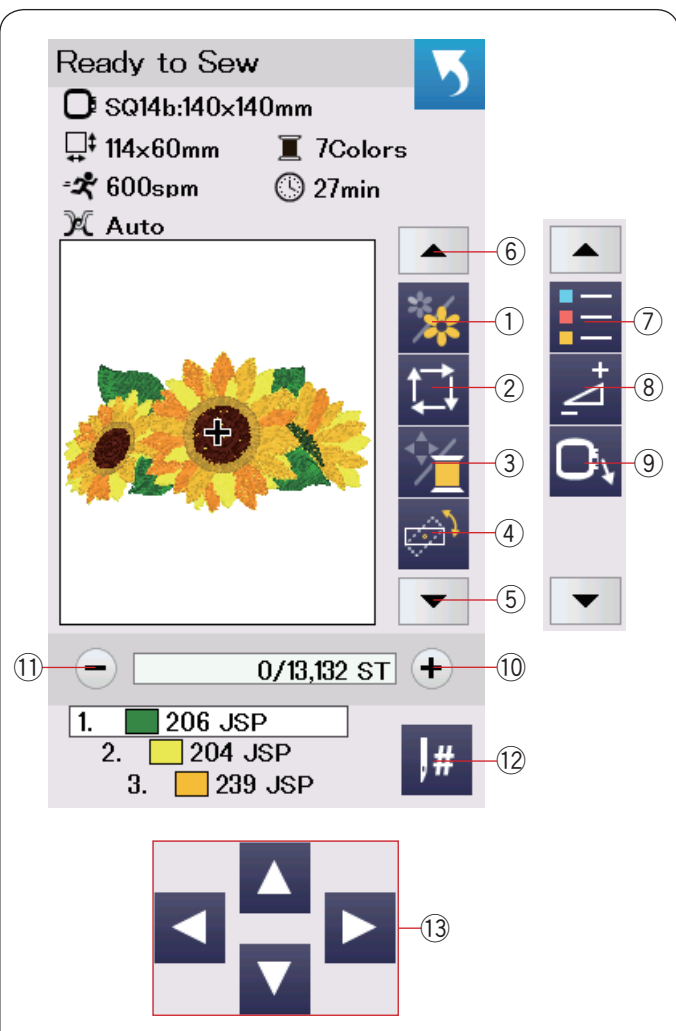 Ready to Sew
SQ14b:140x140mm
114x60mm 7Colors
600spm 27min
Auto
⑥
① ⑦
② ⑧
③ ⑨
④
⑤
⑪ − 0/13,132 ST + ⑩
1. 206 JSP
2. 204 JSP
3. 239 JSP
# ⑫
⑬